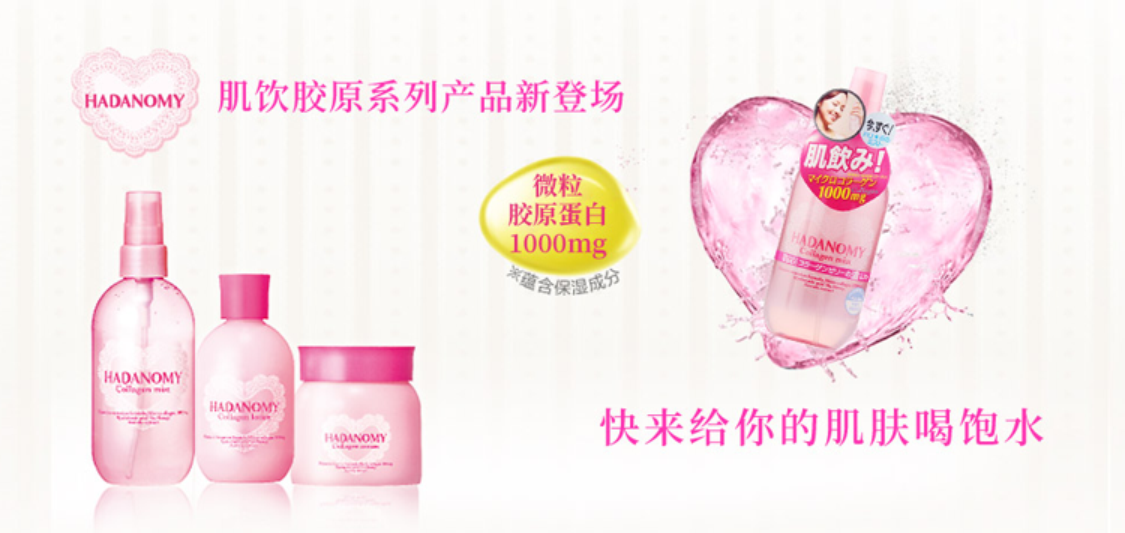 HADANOMY
肌饮胶原系列产品新登场
微粒
胶原蛋白
1000mg
※蕴含保湿成分
今、すぐ!
肌飲み!
マイクロコラーゲン
1000mg
HADANOMY
Collagen mist
HADANOMY
Collagen mist
HADANOMY
Collagen lotion
HADANOMY
Collagen cream
快来给你的肌肤喝饱水